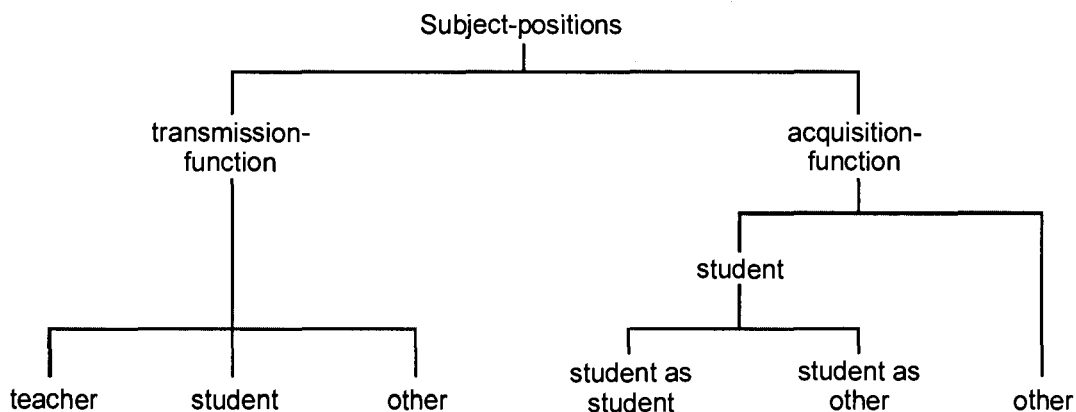 Subject-positions
transmission-
function
acquisition-
function
student
teacher
student
other
student as
student
student as
other
other